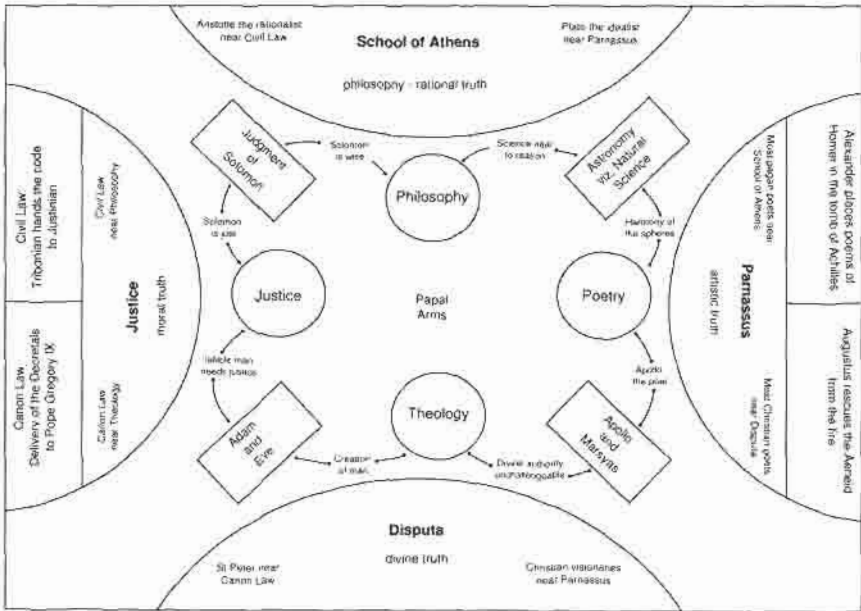 Aristotle the rationalist
near Civil Law
School of Athens
Plato the idealist
near Parnassus
philosophy - rational truth
Judgment
of
Solomon
Solomon
is wise
Philosophy
Science near
to reason
Astronomy
viz. Natural
Science
Civil Law
Tribonian hands the code
to Justinian
Civil Law
near Philosophy
Solomon
is
Justice
moral truth
Justice
Papal
Arms
Poetry
Harmony of
the spheres
Most pagan poets near
School of Athens
Parnassus
artistic truth
Alexander places poems of
Homer in the tomb of Achilles
Canon Law
Delivery of the Decretals
to Pope Gregory IX
Canon Law
near Theology
man
needs justice
Adam
and
Eve
Creation
of man
Theology
Divine authority
unchallengeable
Apollo
and
Marsyas
Apollo
the poet
Most Christian poets
near Disputa
Augustus rescues the Aeneid
from the fire
Disputa
divine truth
St Peter near
Canon Law
Christian visionaries
near Parnassus